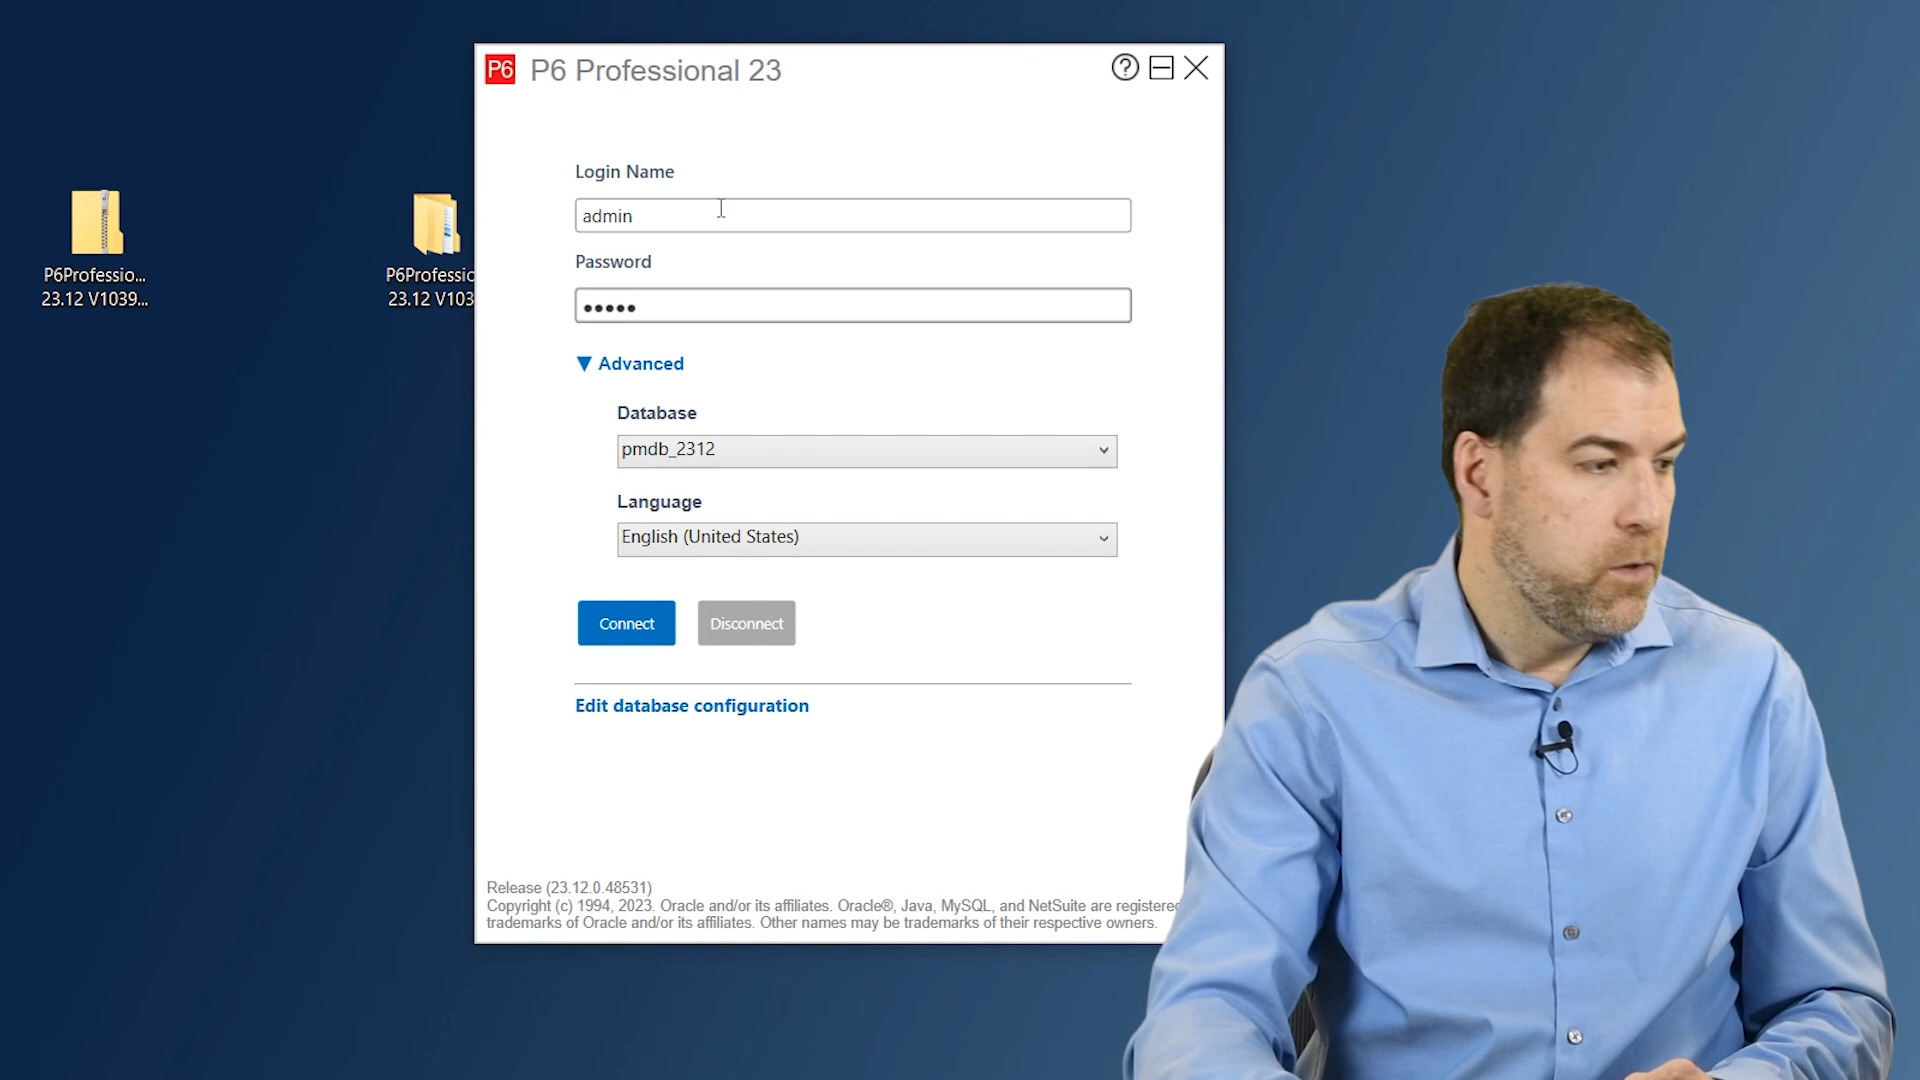 P6 P6 Professional 23
Login Name
admin
Password
Advanced
Database
pmdb_2312
Language
English (United States)
Connect Disconnect
Edit database configuration
Release (23.12.0.48531)
Copyright (c) 1994, 2023. Oracle and/or its affiliates. Oracle®, Java, MySQL, and NetSuite are registered
trademarks of Oracle and/or its affiliates. Other names may be trademarks of their respective owners.
P6Professio...
23.12 V1039...
P6Professio
23.12 V103